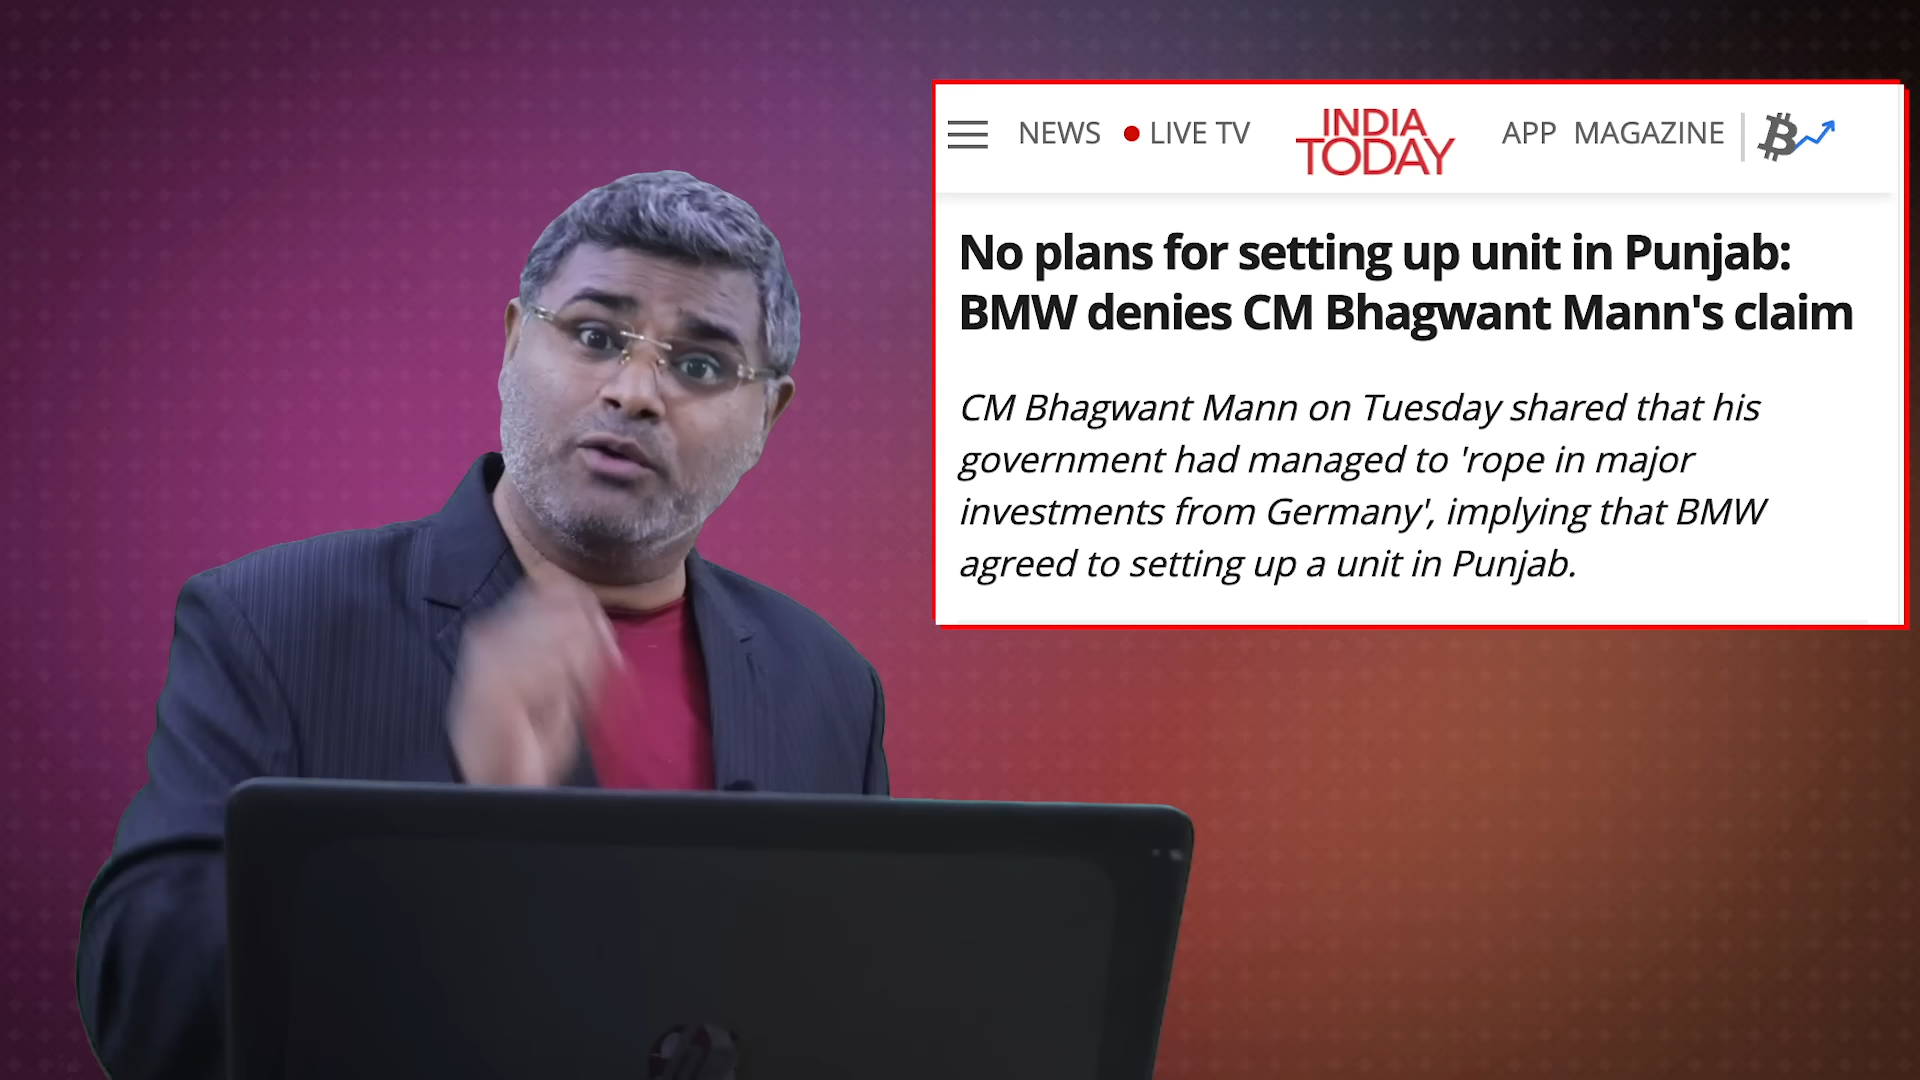 NEWS LIVE TV INDIA TODAY APP MAGAZINE
No plans for setting up unit in Punjab:
BMW denies CM Bhagwant Mann's claim
CM Bhagwant Mann on Tuesday shared that his
government had managed to 'rope in major
investments from Germany', implying that BMW
agreed to setting up a unit in Punjab.